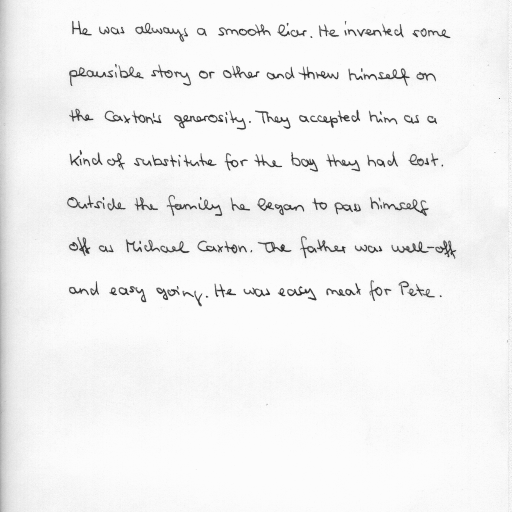 He was always a smooth liar. He invented some
plausible story or other and threw himself on
the Caxton's generosity. They accepted him as a
kind of substitute for the boy they had lost.
Outside the family he began to pass himself
off as Michael Caxton. The father was well-off
and easy going. He was easy meat for Pete.